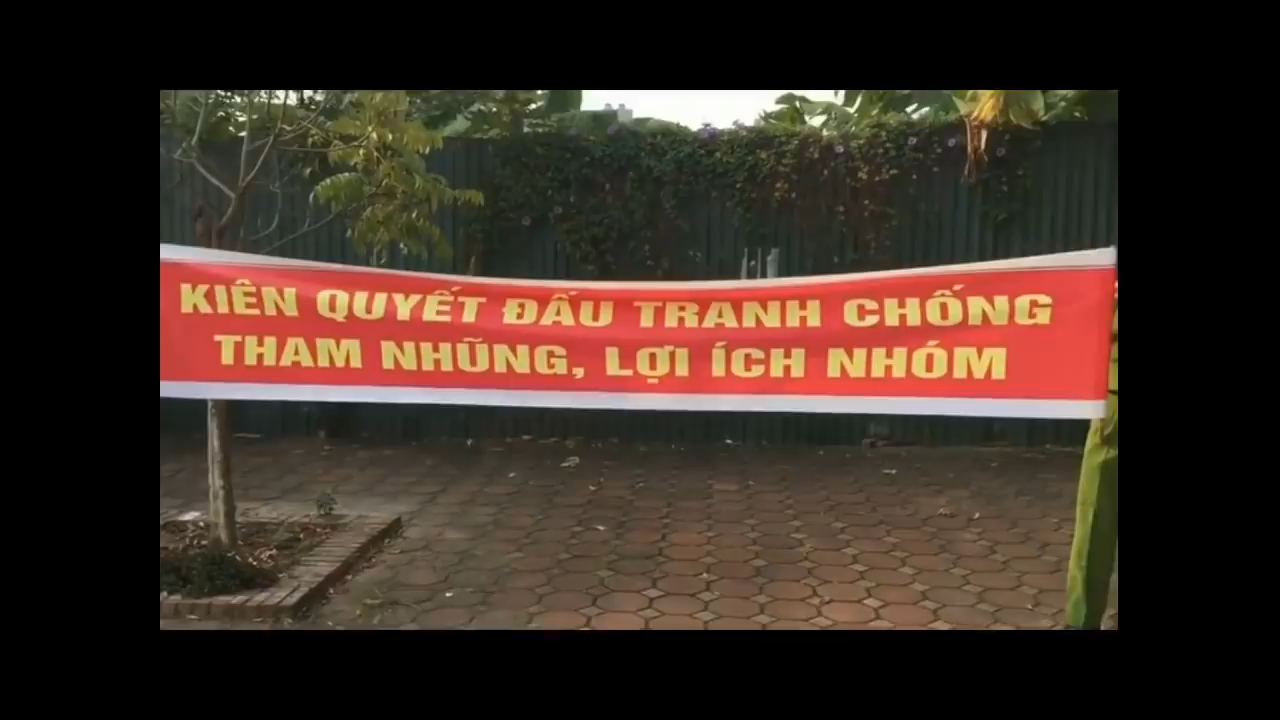 KIÊN QUYẾT ĐẤU TRANH CHỐNG
THAM NHŨNG, LỢI ÍCH NHÓM